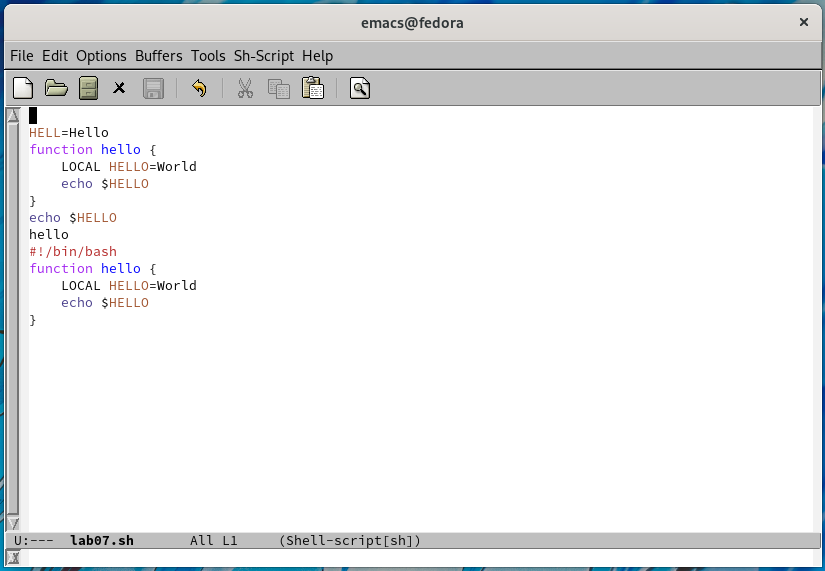 emacs@fedora
File Edit Options Buffers Tools Sh-Script Help
HELL=Hello
function hello {
    LOCAL HELLO=World
    echo $HELLO
}
echo $HELLO
hello
#!/bin/bash
function hello {
    LOCAL HELLO=World
    echo $HELLO
}
U:--- lab07.sh All L1 (Shell-script[sh])